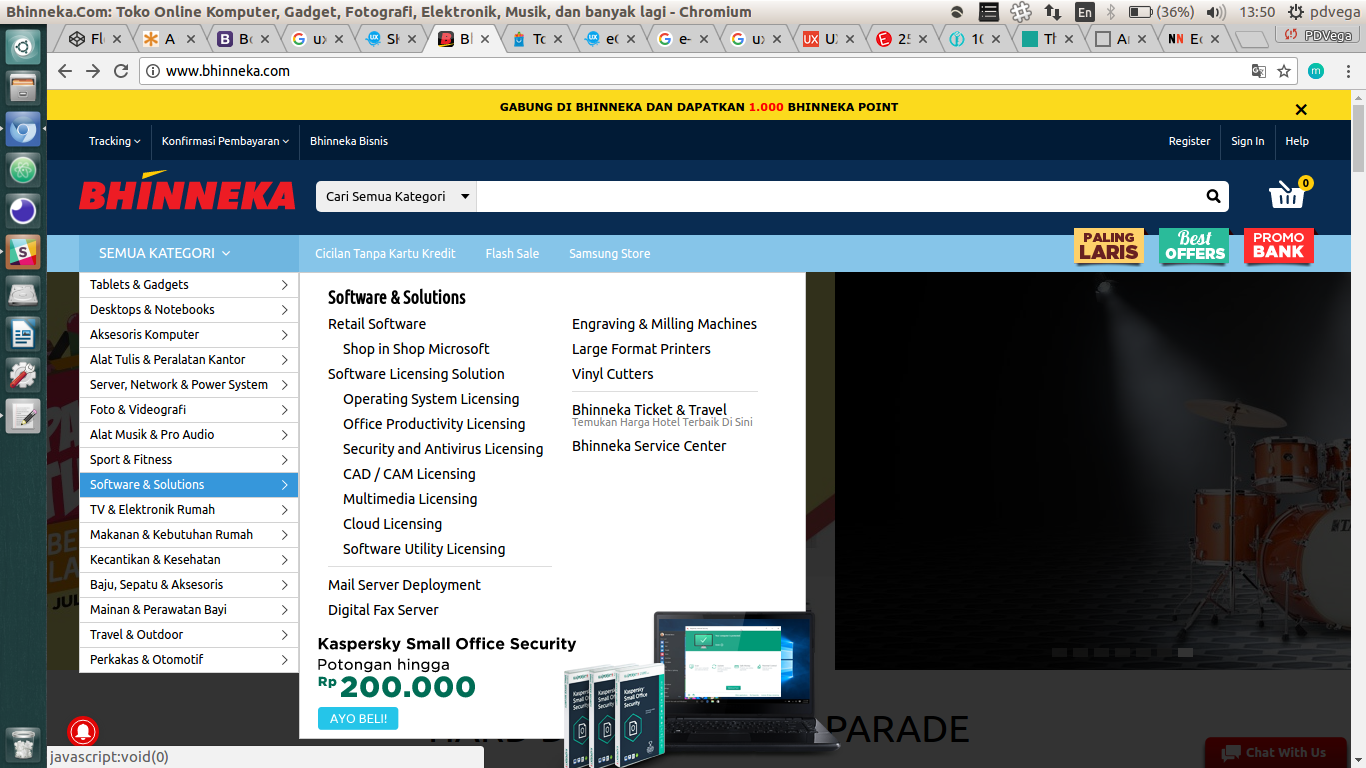 Bhinneka.Com: Toko Online Komputer, Gadget, Fotografi, Elektronik, Musik, dan banyak lagi - Chromium
En
(36%)
13:50
pdvega
Fl
A
Bo
ux
Sk
Bl
To
eC
e-
ux
UX
25
10
Th
Ar
Ec
PDVega
www.bhinneka.com
m
GABUNG DI BHINNEKA DAN DAPATKAN 1.000 BHINNEKA POINT
Tracking
Konfirmasi Pembayaran
Bhinneka Bisnis
Register
Sign In
Help
BHINNEKA
Cari Semua Kategori
0
SEMUA KATEGORI
Cicilan Tanpa Kartu Kredit
Flash Sale
Samsung Store
PALING LARIS
Best OFFERS
PROMO BANK
Tablets & Gadgets
Desktops & Notebooks
Aksesoris Komputer
Alat Tulis & Peralatan Kantor
Server, Network & Power System
Foto & Videografi
Alat Musik & Pro Audio
Sport & Fitness
Software & Solutions
TV & Elektronik Rumah
Makanan & Kebutuhan Rumah
Kecantikan & Kesehatan
Baju, Sepatu & Aksesoris
Mainan & Perawatan Bayi
Travel & Outdoor
Perkakas & Otomotif
Software & Solutions
Retail Software
Shop in Shop Microsoft
Software Licensing Solution
Operating System Licensing
Office Productivity Licensing
Security and Antivirus Licensing
CAD / CAM Licensing
Multimedia Licensing
Cloud Licensing
Software Utility Licensing
Mail Server Deployment
Digital Fax Server
Engraving & Milling Machines
Large Format Printers
Vinyl Cutters
Bhinneka Ticket & Travel
Temukan Harga Hotel Terbaik Di Sini
Bhinneka Service Center
Kaspersky Small Office Security
Potongan hingga
Rp 200.000
AYO BELI!
Kaspersky Small Office Security
PARADE
Chat With Us
javascript:void(0)